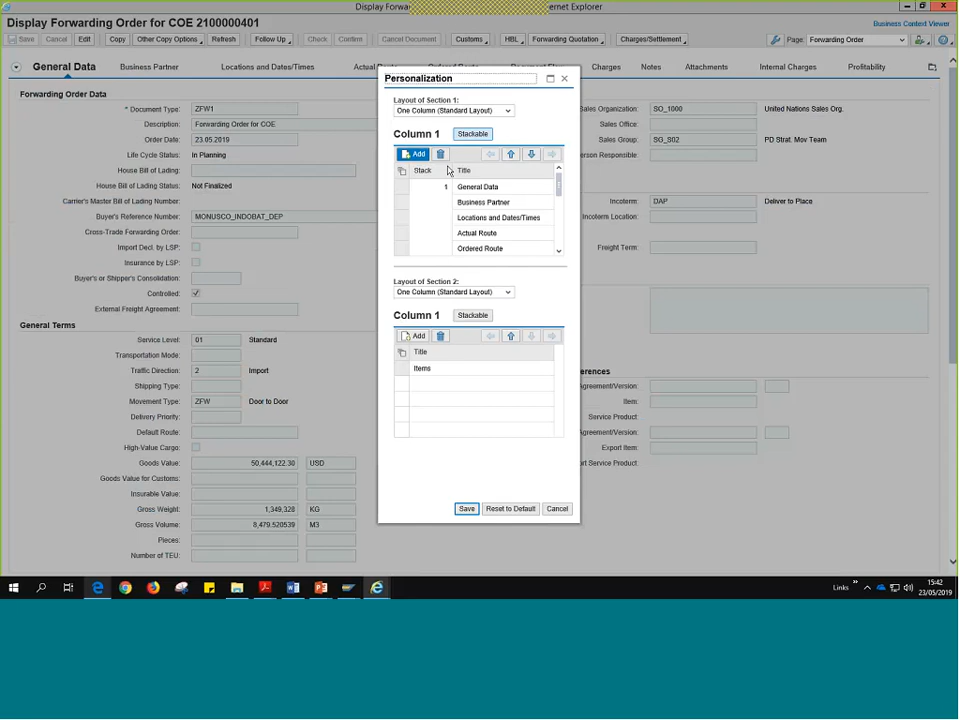 Display Forwa
ernet Explorer
Display Forwarding Order for COE 2100000401
Business Context Viewer
Save Cancel Edit Copy Other Copy Options Refresh Follow Up Check Confirm Cancel Document Customs HBL Forwarding Quotation Charges/Settlement Page: Forwarding Order
General Data Business Partner Locations and Dates/Times Charges Notes Attachments Internal Charges Profitability
Forwarding Order Data
* Document Type: ZFW1
Description: Forwarding Order for COE
Order Date: 23.05.2019
Life Cycle Status: In Planning
House Bill of Lading:
House Bill of Lading Status: Not Finalized
Carrier's Master Bill of Lading Number:
Buyer's Reference Number: MONUSCO_INDOBAT_DEP
Cross-Trade Forwarding Order:
Import Decl. by LSP:
Insurance by LSP:
Buyer's or Shipper's Consolidation:
Controlled:
External Freight Agreement:
General Terms
Service Level: 01 Standard
Transportation Mode:
Traffic Direction: 2 Import
Shipping Type:
Movement Type: ZFW Door to Door
Delivery Priority:
Default Route:
High-Value Cargo:
Goods Value: 50,444,122.30 USD
Goods Value for Customs:
Insurable Value:
Gross Weight: 1,349,328 KG
Gross Volume: 8,479.520539 M3
Pieces:
Number of TEU:
Personalization
Layout of Section 1:
One Column (Standard Layout)
Column 1 Stackable
Add
Stack Title
1 General Data
Business Partner
Locations and Dates/Times
Actual Route
Ordered Route
Layout of Section 2:
One Column (Standard Layout)
Column 1 Stackable
Add
Title
Items
Save Reset to Default Cancel
Sales Organization: SO_1000 United Nations Sales Org.
Sales Office:
Sales Group: SG_S02 PD Strat. Mov Team
erson Responsible:
Incoterm: DAP Deliver to Place
Incoterm Location:
Freight Term:
erences
Agreement/Version:
Item:
Service Product:
Agreement/Version:
Export Item:
ort Service Product:
Links
15:42
23/05/2019